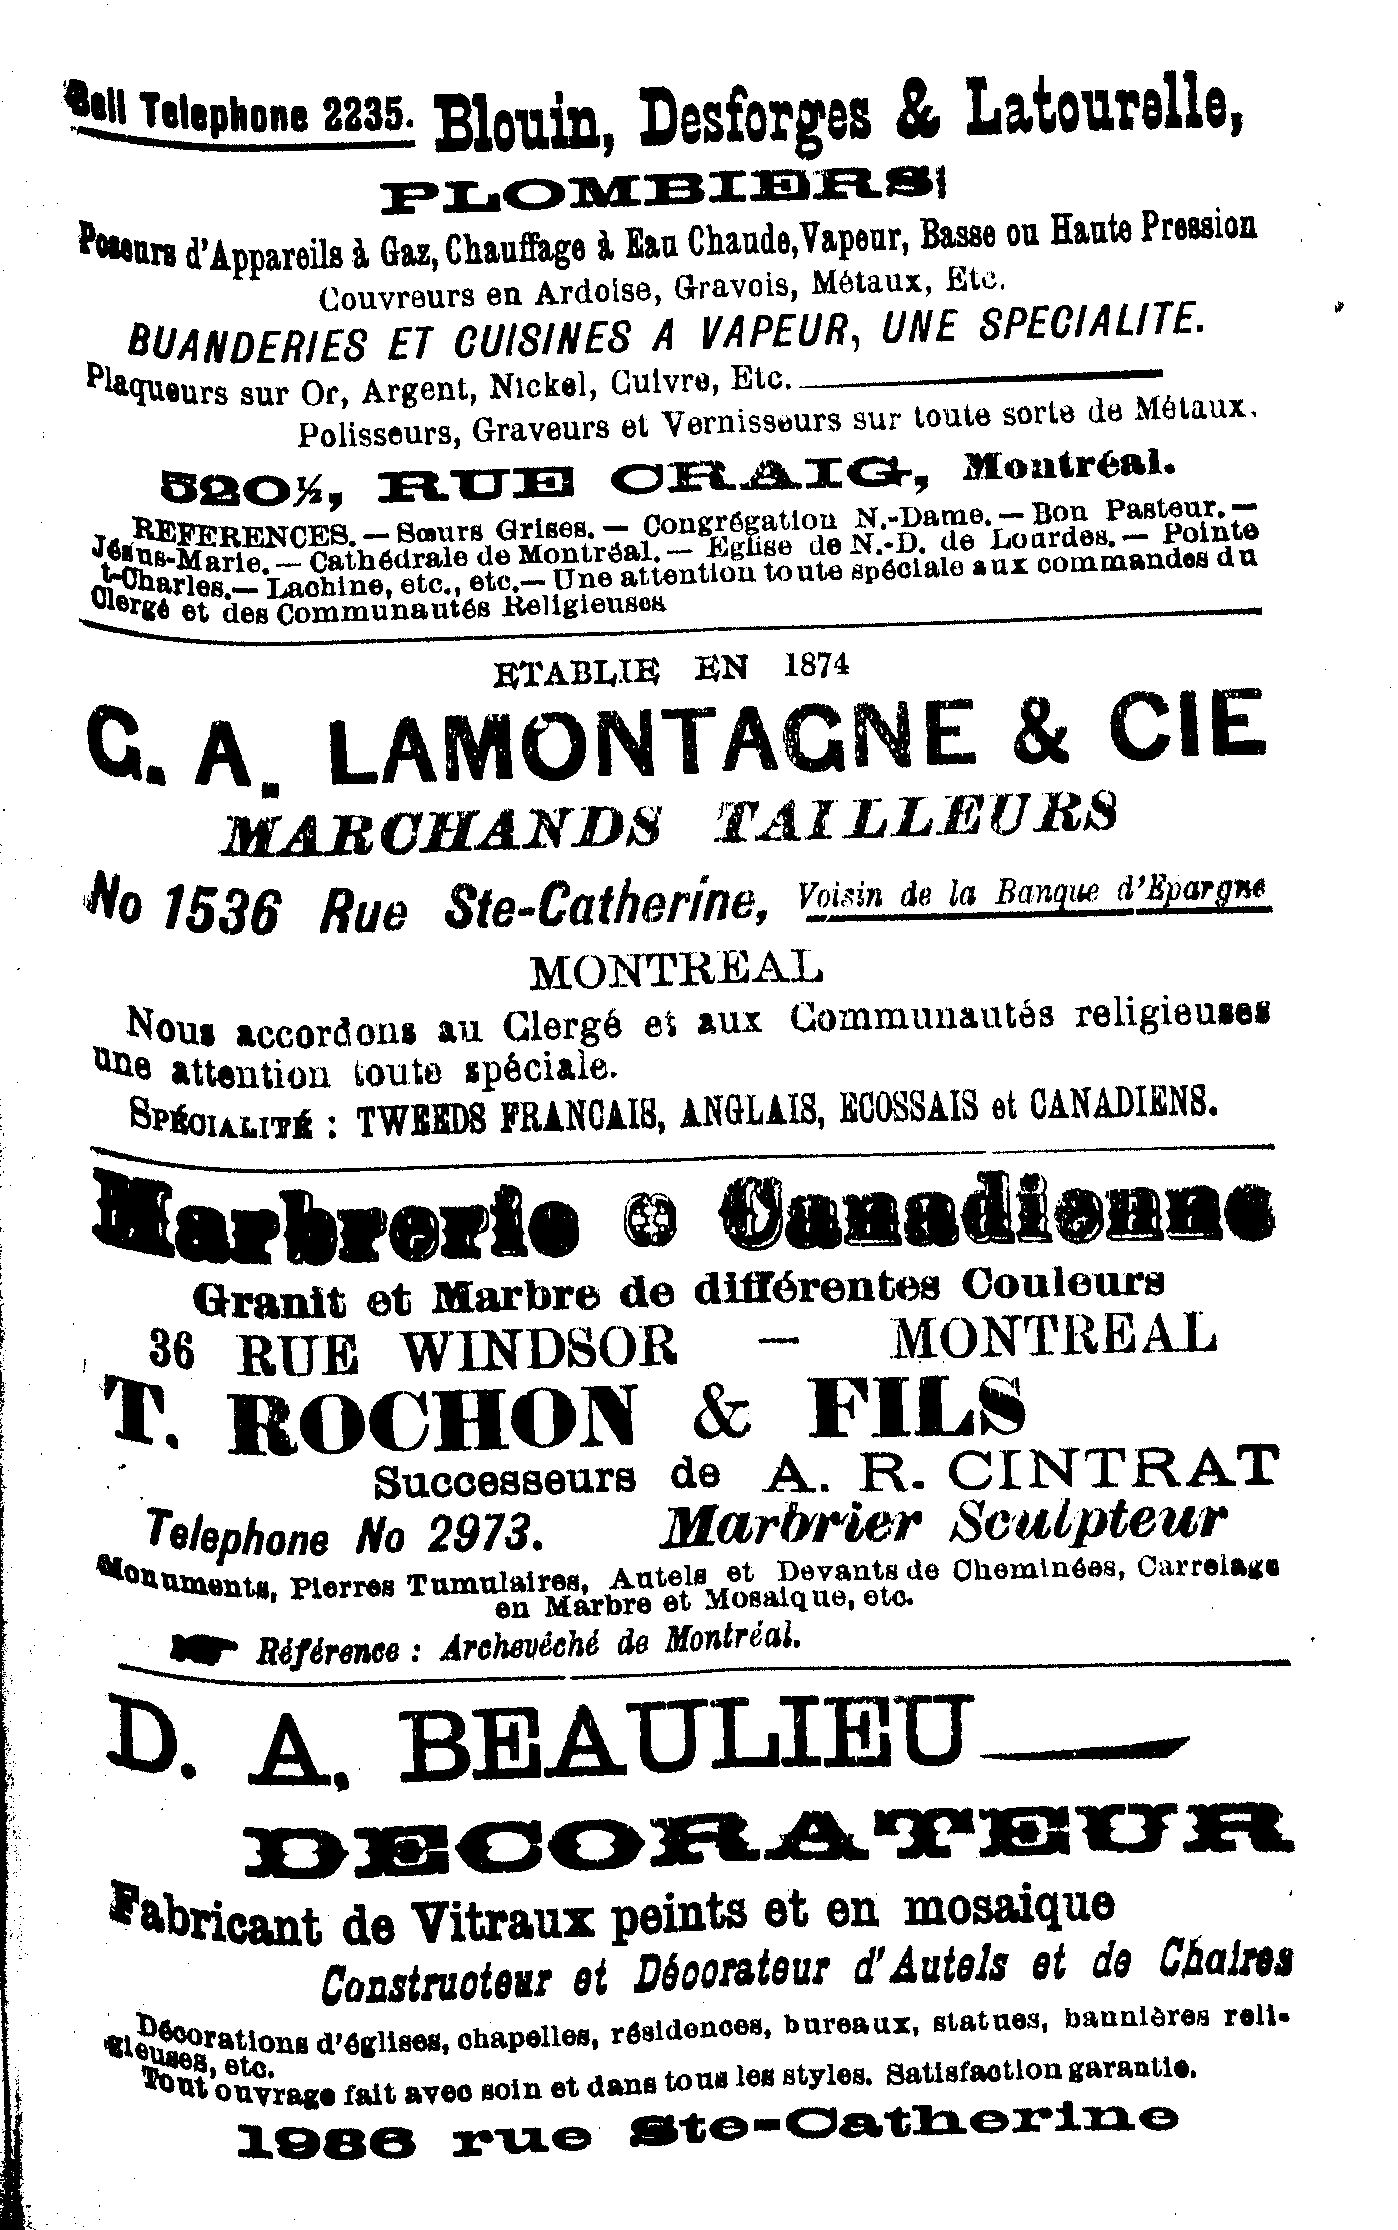 Bell Telephone 2235. Blouin, Desforges & Latourelle,
PLOMBIERS
Poseurs d'Appareils à Gaz, Chauffage à Eau Chaude, Vapeur, Basse ou Haute Pression
Couvreurs en Ardoise, Gravois, Métaux, Etc.
BUANDERIES ET CUISINES A VAPEUR, UNE SPECIALITE.
Plaqueurs sur Or, Argent, Nickel, Cuivre, Etc.
Polisseurs, Graveurs et Vernisseurs sur toute sorte de Métaux.
520½, RUE CRAIG, Montréal.
REFERENCES.— Sœurs Grises.— Congrégation N.-Dame.— Bon Pasteur.—
Jésus-Marie.— Cathédrale de Montréal.— Eglise de N.-D. de Lourdes.— Pointe
t-Charles.— Lachine, etc., etc.— Une attention toute spéciale aux commandes du
Clergé et des Communautés Religieuses
ETABLIE EN 1874
G. A. LAMONTAGNE & CIE
MARCHANDS TAILLEURS
No 1536 Rue Ste-Catherine, Voisin de la Banque d'Epargne
MONTREAL
Nous accordons au Clergé et aux Communautés religieuses
une attention toute spéciale.
SPÉCIALITÉ : TWEEDS FRANCAIS, ANGLAIS, ECOSSAIS et CANADIENS.
Marbrerie Canadienne
Granit et Marbre de différentes Couleurs
36 RUE WINDSOR — MONTREAL
T. ROCHON & FILS
Successeurs de A. R. CINTRAT
Telephone No 2973. Marbrier Sculpteur
Monuments, Pierres Tumulaires, Autels et Devants de Cheminées, Carrelage
en Marbre et Mosaique, etc.
Référence : Archevéché de Montréal.
D. A. BEAULIEU
DECORATEUR
Fabricant de Vitraux peints et en mosaique
Constructeur et Décorateur d'Autels et de Chaires
Décorations d'églises, chapelles, résidences, bureaux, statues, bannières reli-
gieuses, etc.
Tout ouvrage fait avec soin et dans tous les styles. Satisfaction garantie.
1986 rue Ste-Catherine